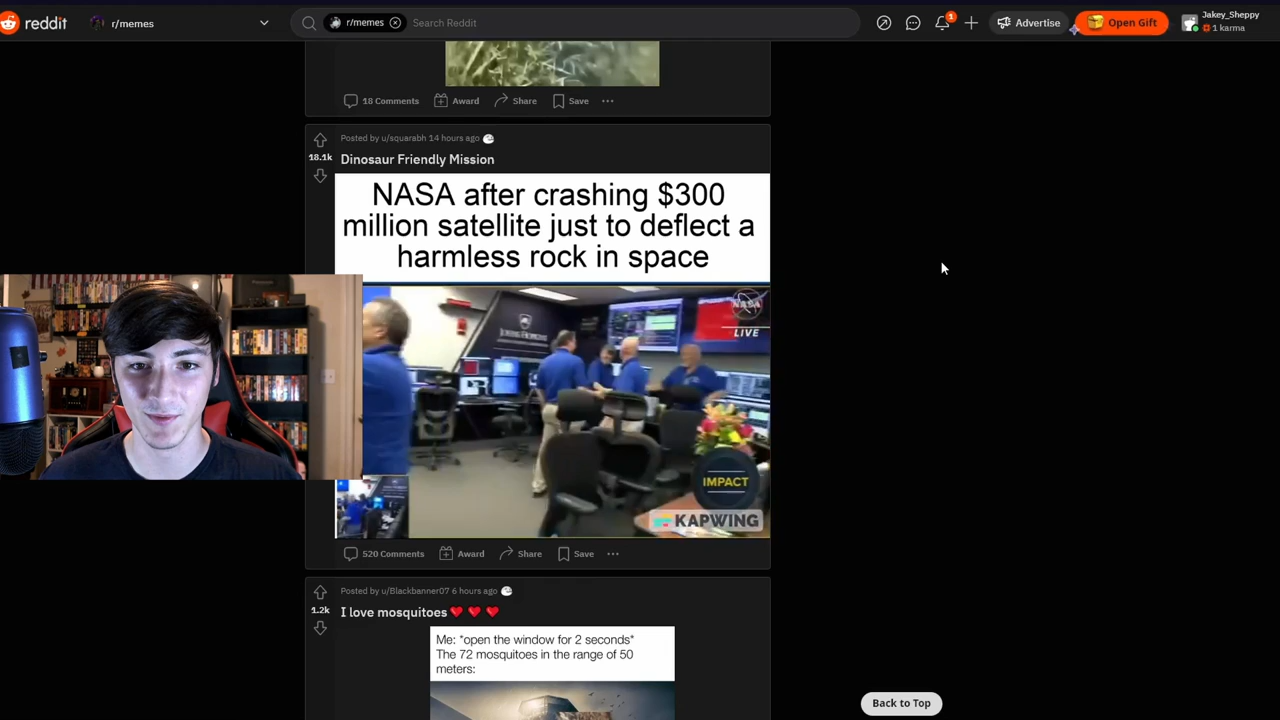 reddit
r/memes
r/memes
Search Reddit
1
Advertise
Open Gift
Jakey_Sheppy
1 karma
18 Comments
Award
Share
Save
Posted by u/squarabh 14 hours ago
18.1k
Dinosaur Friendly Mission
NASA after crashing $300
million satellite just to deflect a
harmless rock in space
JOHNS HOPKINS
NASA
LIVE
IMPACT
KAPWING
520 Comments
Award
Share
Save
Posted by u/Blackbanner07 6 hours ago
1.2k
I love mosquitoes
Me: *open the window for 2 seconds*
The 72 mosquitoes in the range of 50
meters:
Back to Top